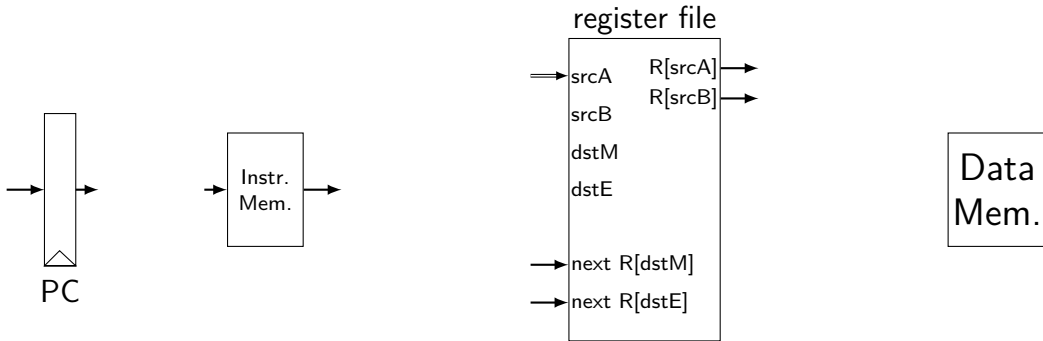 register file
srcA
R[srcA]
srcB
R[srcB]
dstM
dstE
next R[dstM]
next R[dstE]
PC
Instr.
Mem.
Data
Mem.